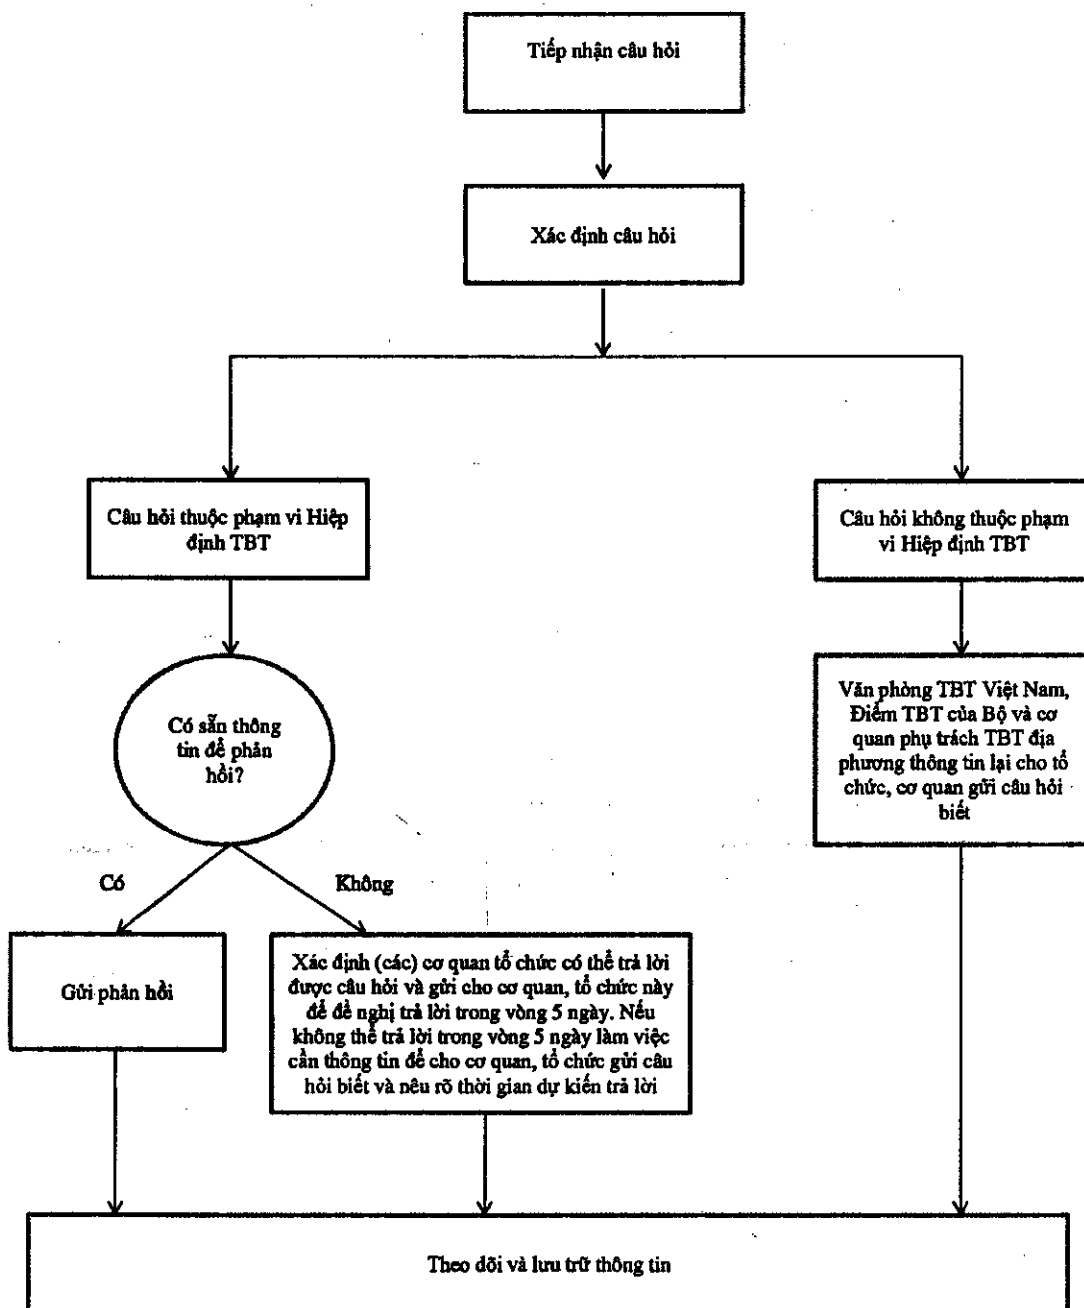 Tiếp nhận câu hỏi
Xác định câu hỏi
Câu hỏi thuộc phạm vi Hiệp
định TBT
Câu hỏi không thuộc phạm
vi Hiệp định TBT
Có sẵn thông
tin để phản
hồi?
Văn phòng TBT Việt Nam,
Điểm TBT của Bộ và cơ
quan phụ trách TBT địa
phương thông tin lại cho tổ
chức, cơ quan gửi câu hỏi
biết
Có
Không
Gửi phản hồi
Xác định (các) cơ quan tổ chức có thể trả lời
được câu hỏi và gửi cho cơ quan, tổ chức này
để đề nghị trả lời trong vòng 5 ngày. Nếu
không thể trả lời trong vòng 5 ngày làm việc
cần thông tin để cho cơ quan, tổ chức gửi câu
hỏi biết và nêu rõ thời gian dự kiến trả lời
Theo dõi và lưu trữ thông tin